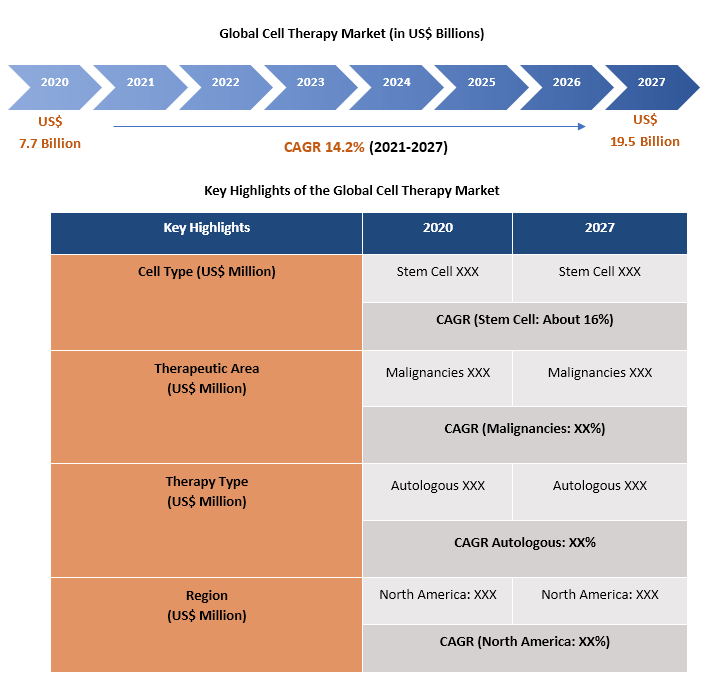 Global Cell Therapy Market (in US$ Billions)
2020 2021 2022 2023 2024 2025 2026 2027
US$
7.7 Billion
CAGR 14.2% (2021-2027)
US$
19.5 Billion
Key Highlights of the Global Cell Therapy Market
Key Highlights 2020 2027
Cell Type (US$ Million) Stem Cell XXX Stem Cell XXX
CAGR (Stem Cell: About 16%)
Therapeutic Area
(US$ Million)
Malignancies XXX Malignancies XXX
CAGR (Malignancies: XX%)
Therapy Type
(US$ Million)
Autologous XXX Autologous XXX
CAGR Autologous: XX%
Region
(US$ Million)
North America: XXX North America: XXX
CAGR (North America: XX%)